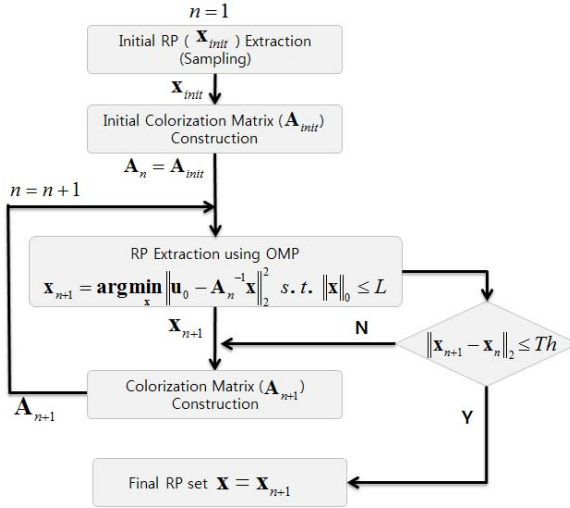 n = 1
Initial RP ( x_init ) Extraction
(Sampling)
x_init
Initial Colorization Matrix (A_init)
Construction
A_n = A_init
n = n + 1
RP Extraction using OMP
x_{n+1} = argmin_x ‖u_0 − A_n^{−1}x‖_2^2 s. t. ‖x‖_0 ≤ L
x_{n+1}
N
‖x_{n+1} − x_n‖_2 ≤ Th
Colorization Matrix (A_{n+1})
Construction
A_{n+1}
Y
Final RP set x = x_{n+1}